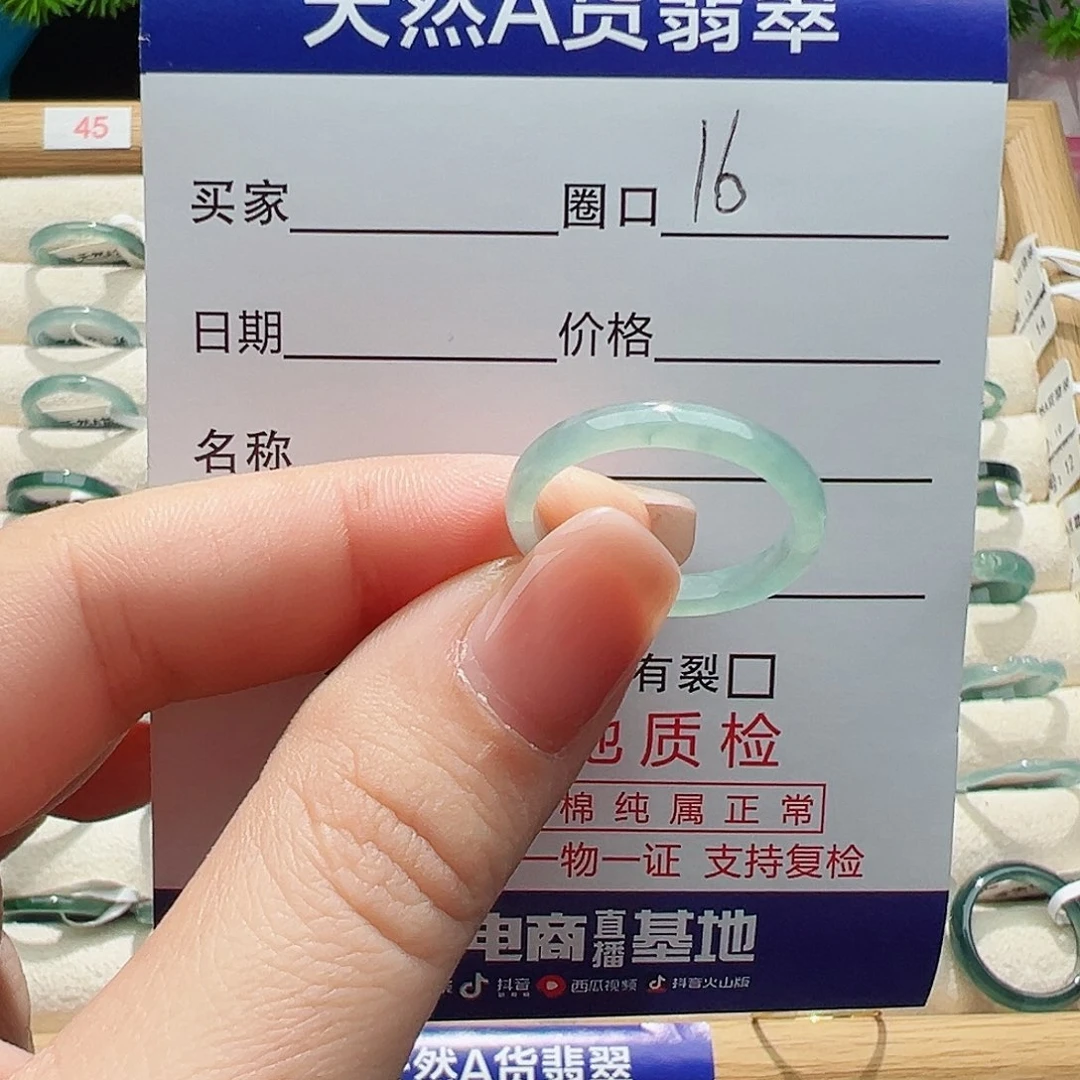 天然A货翡翠
45
买家 圈口 16
日期 价格
名称
有裂
地质检
棉纯属正常
一物一证 支持复检
电商直播基地
抖音 西瓜视频 抖音火山版
天然A货翡翠